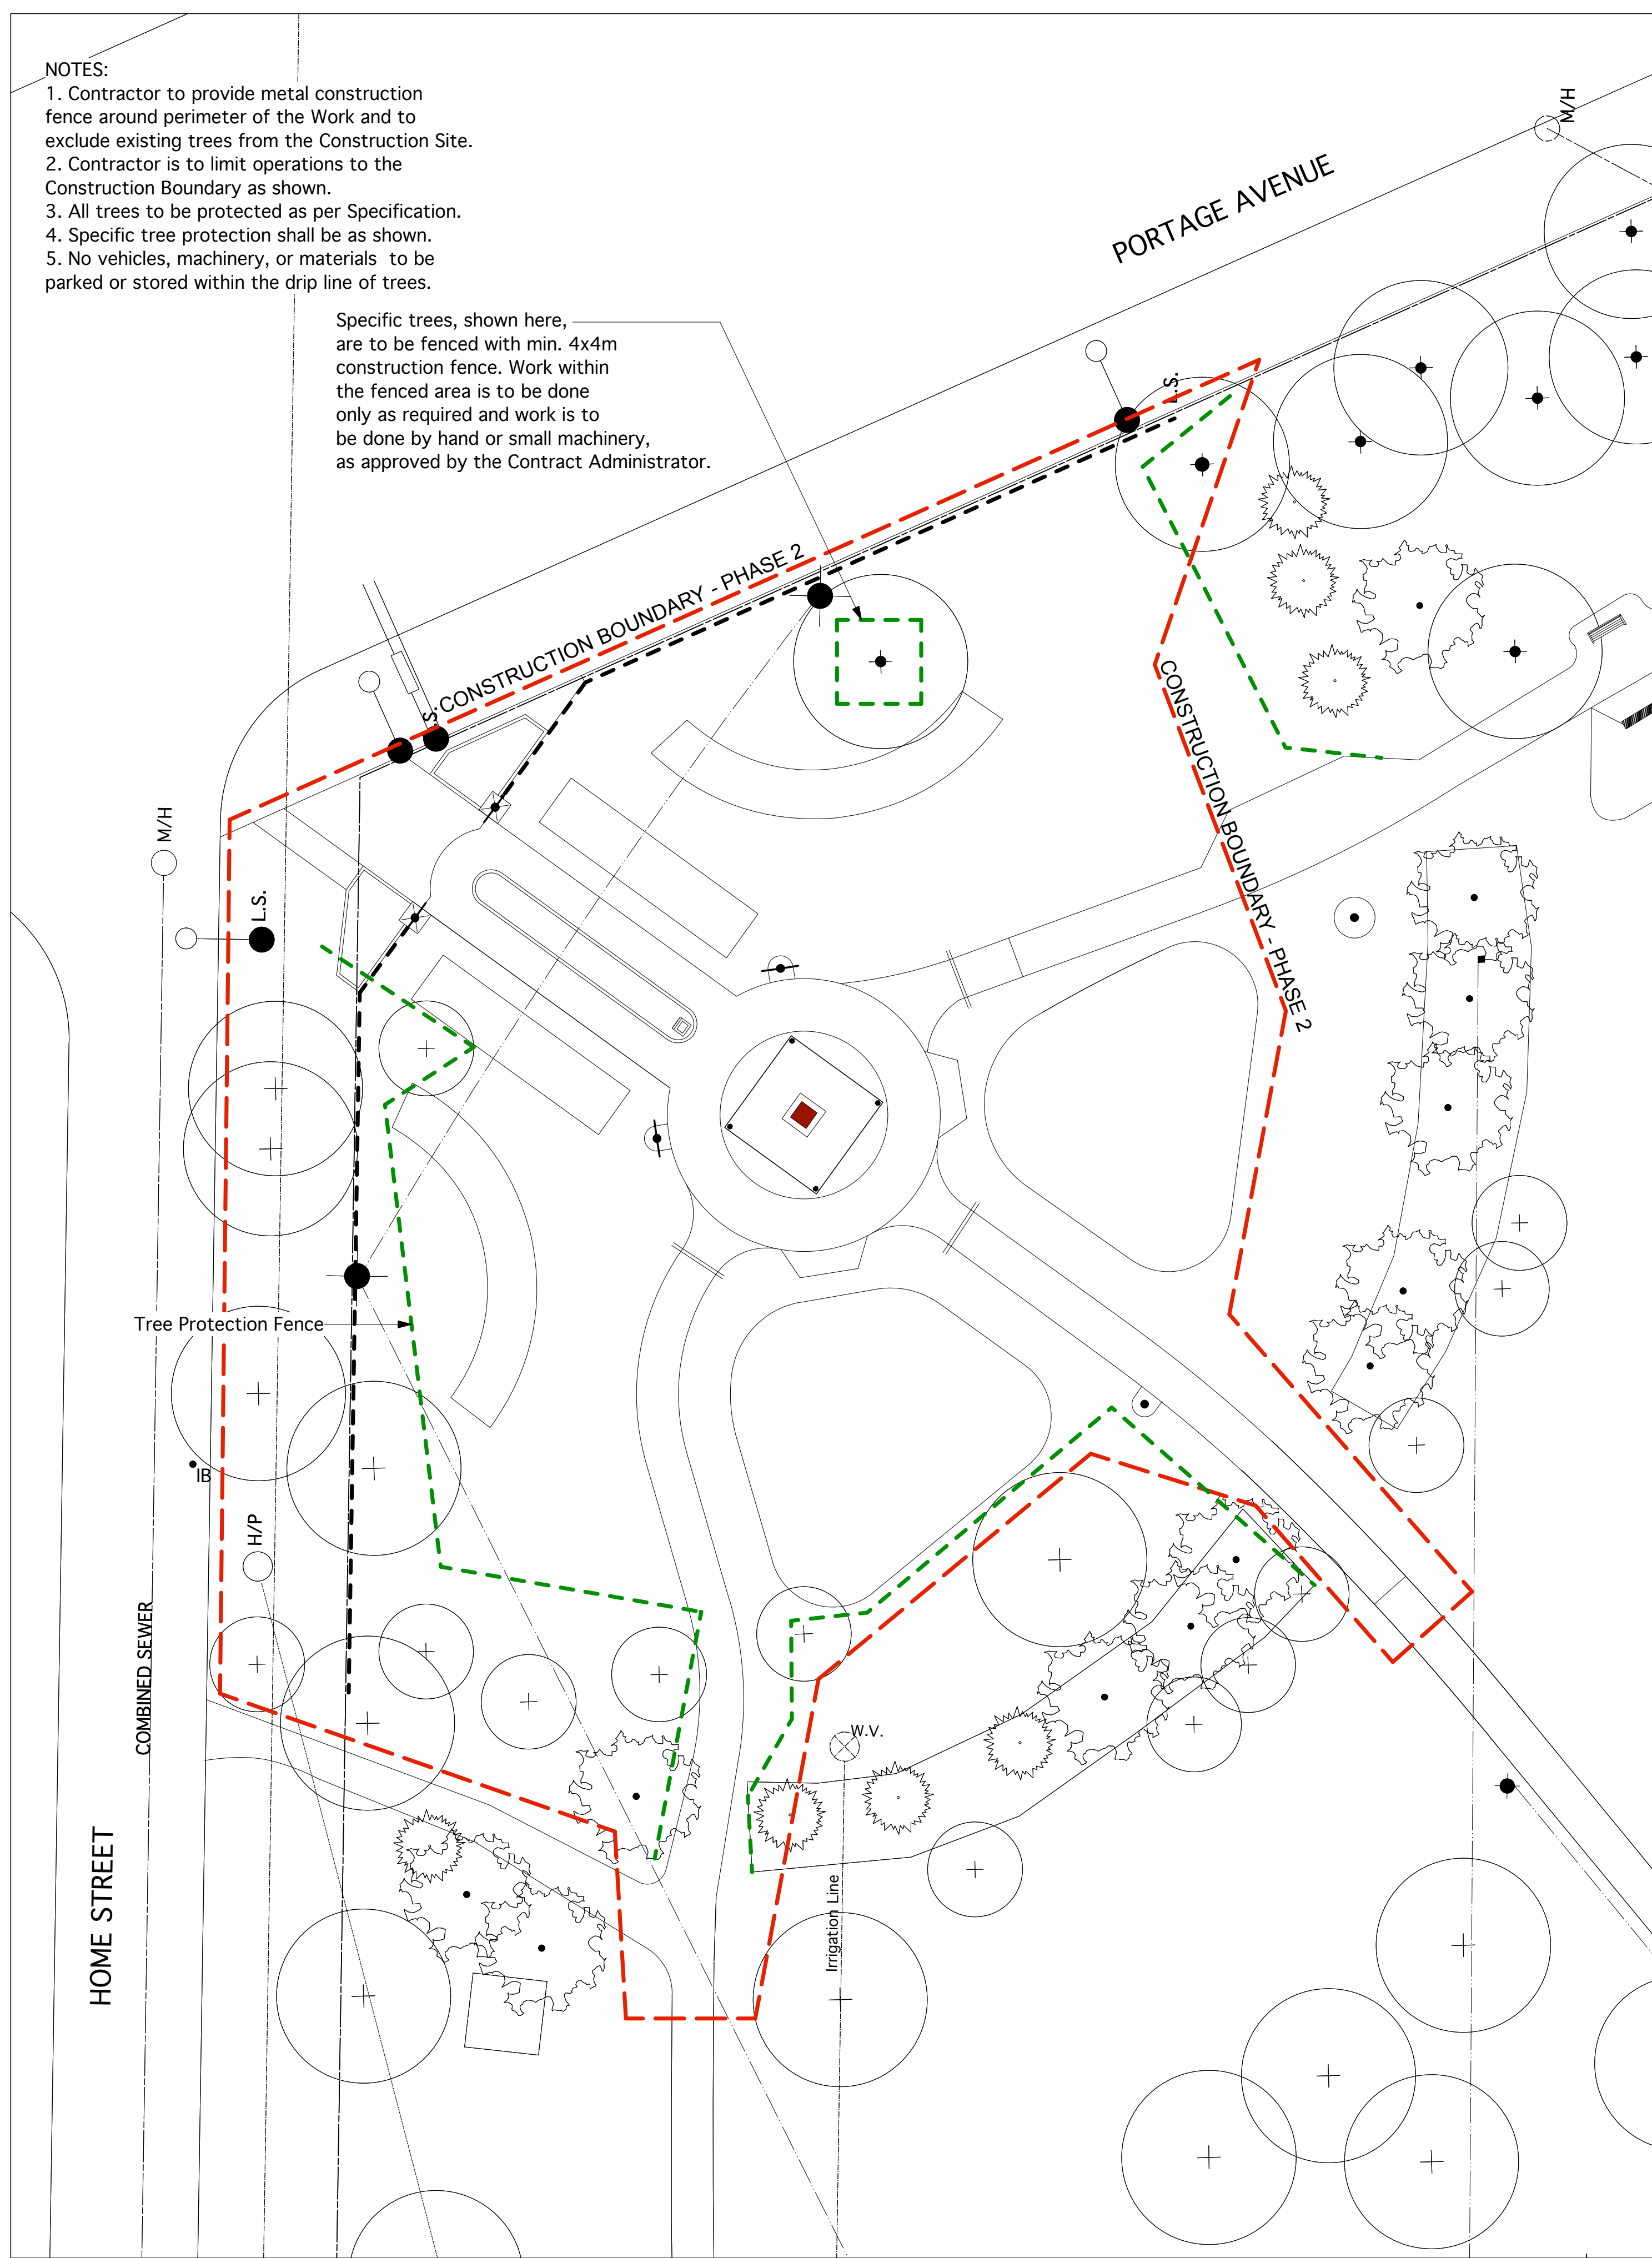 NOTES:
1. Contractor to provide metal construction
fence around perimeter of the Work and to
exclude existing trees from the Construction Site.
2. Contractor is to limit operations to the
Construction Boundary as shown.
3. All trees to be protected as per Specification.
4. Specific tree protection shall be as shown.
5. No vehicles, machinery, or materials  to be
parked or stored within the drip line of trees.
Specific trees, shown here,
are to be fenced with min. 4x4m
construction fence. Work within
the fenced area is to be done
only as required and work is to
be done by hand or small machinery,
as approved by the Contract Administrator.
M/H
PORTAGE AVENUE
L.S.
CONSTRUCTION BOUNDARY - PHASE 2
S.
CONSTRUCTION BOUNDARY - PHASE 2
M/H
L.S.
Tree Protection Fence
IB
H/P
COMBINED SEWER
W.V.
Irrigation Line
HOME STREET